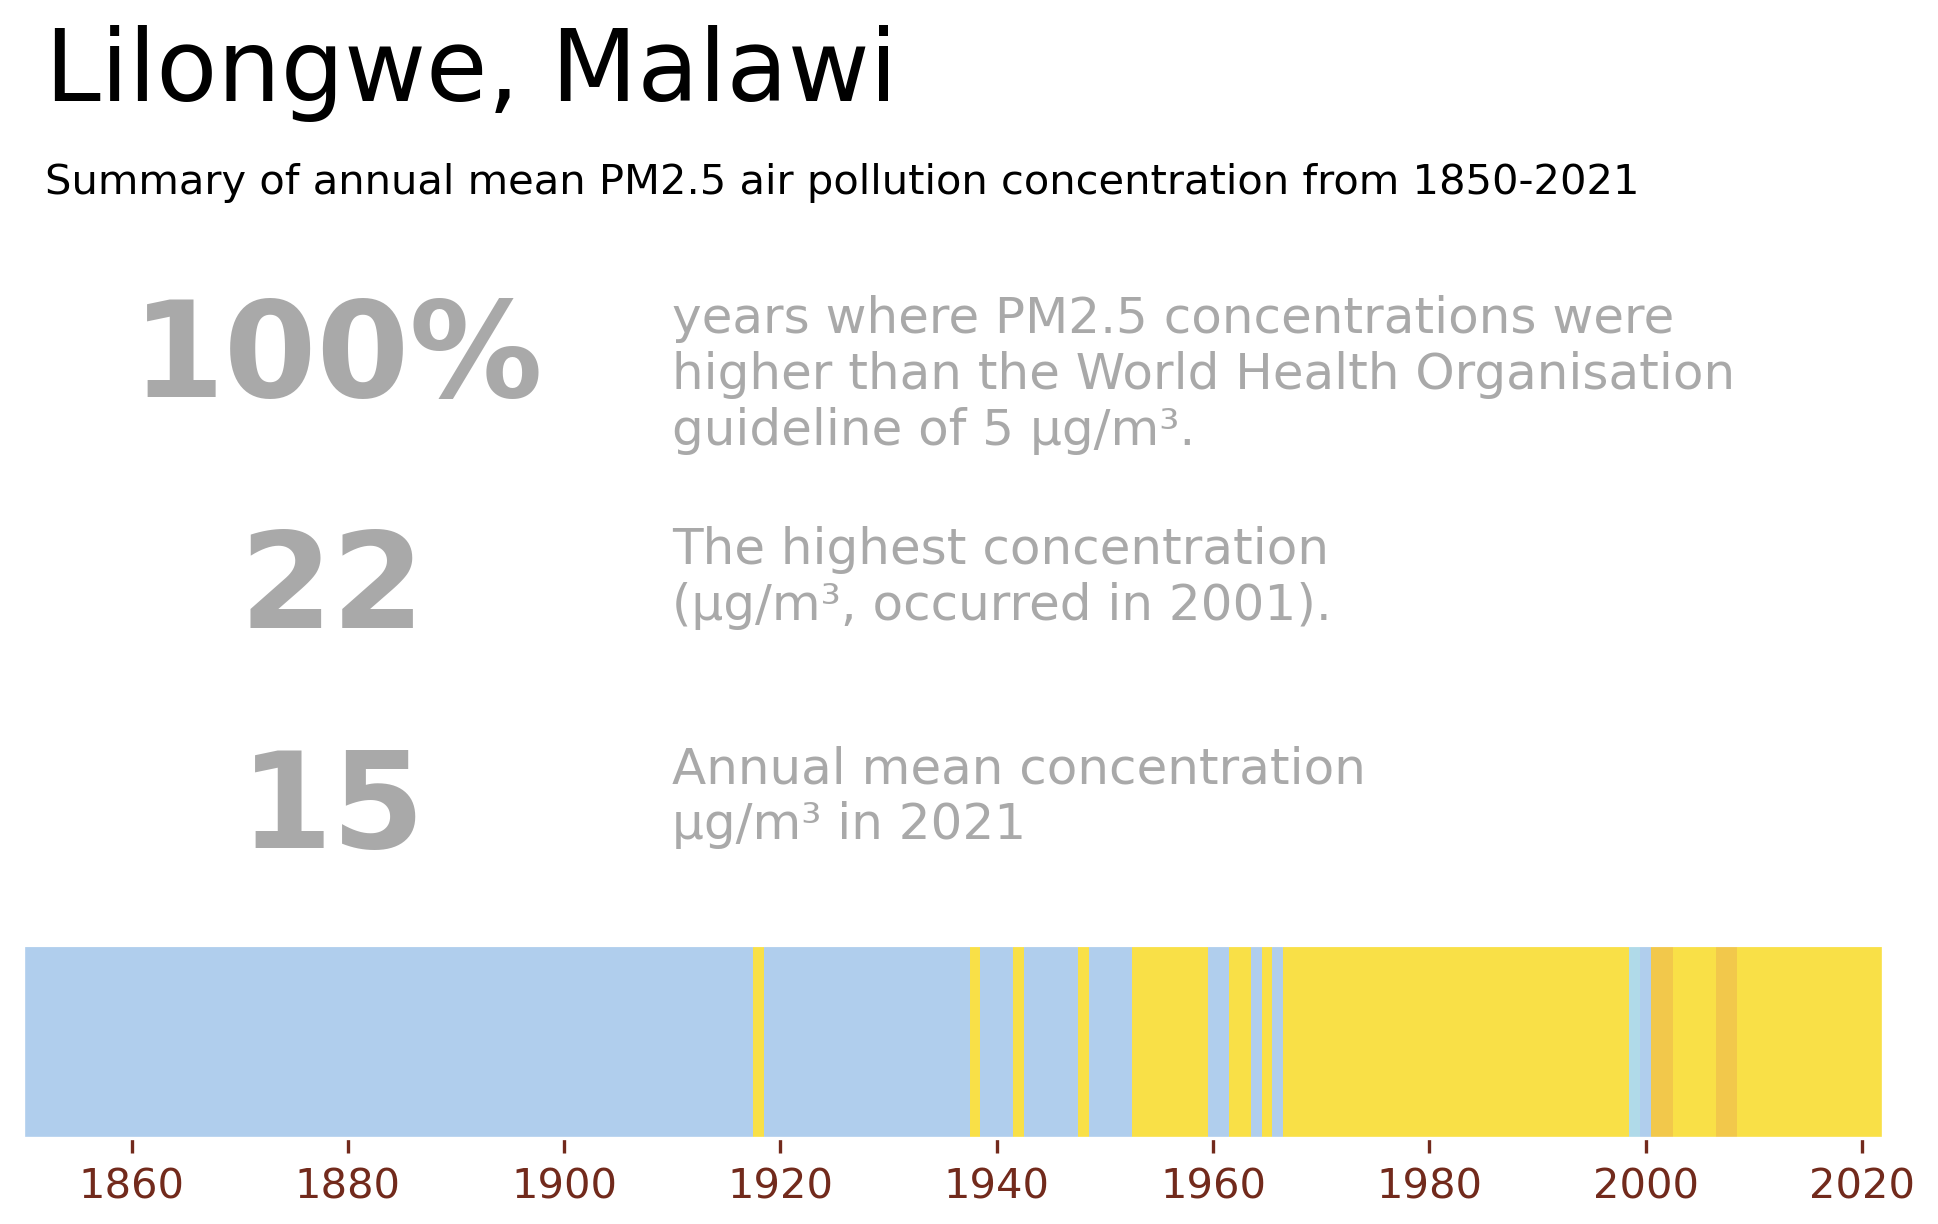 Lilongwe, Malawi
Summary of annual mean PM2.5 air pollution concentration from 1850-2021
100%
years where PM2.5 concentrations were
higher than the World Health Organisation
guideline of 5 µg/m³.
22
The highest concentration
(µg/m³, occurred in 2001).
15
Annual mean concentration
µg/m³ in 2021
1860 1880 1900 1920 1940 1960 1980 2000 2020